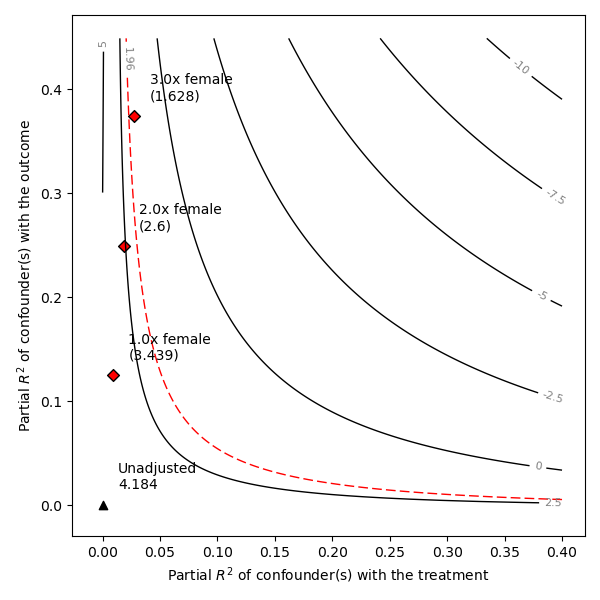 5
1.96
-10
3.0x female
(1.628)
-7.5
2.0x female
(2.6)
-5
1.0x female
(3.439)
-2.5
0
Unadjusted
4.184
2.5
0.4
0.3
0.2
0.1
0.0
Partial R² of confounder(s) with the outcome
0.00 0.05 0.10 0.15 0.20 0.25 0.30 0.35 0.40
Partial R² of confounder(s) with the treatment